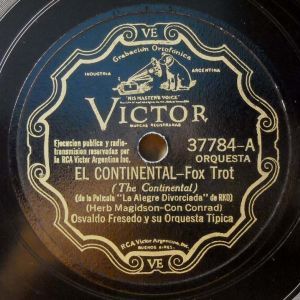 VE
Grabación Ortofónica
INDUSTRIA
ARGENTINA
"HIS MASTER'S VOICE"
VICTOR
MARCAS REGISTRADAS
Ejecucion publica y radio-
transmision reservadas por
la RCA Victor Argentina Inc.
37784-A
ORQUESTA
EL CONTINENTAL-Fox Trot
(The Continental)
(de la Película "La Alegre Divorciada" de RKO)
(Herb Magidson-Con Conrad)
Osvaldo Fresedo y su Orquesta Típica
RCA Victor Argentina, Inc.
BUENOS AIRES.
VE